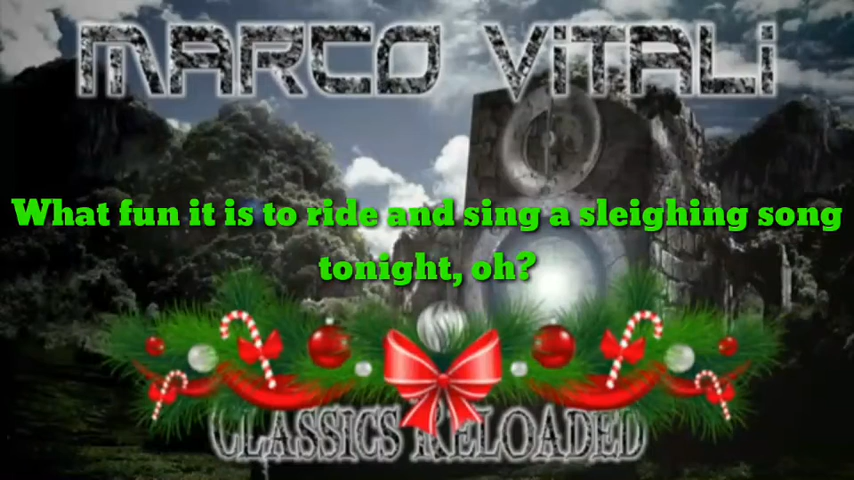 MARCO ViTALi
What fun it is to ride and sing a sleighing song
tonight, oh?
CLASSICS RELOADED